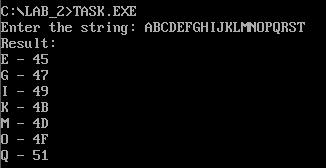 C:\LAB_2>TASK.EXE
Enter the string: ABCDEFGHIJKLMNOPQRST
Result:
E - 45
G - 47
I - 49
K - 4B
M - 4D
O - 4F
Q - 51